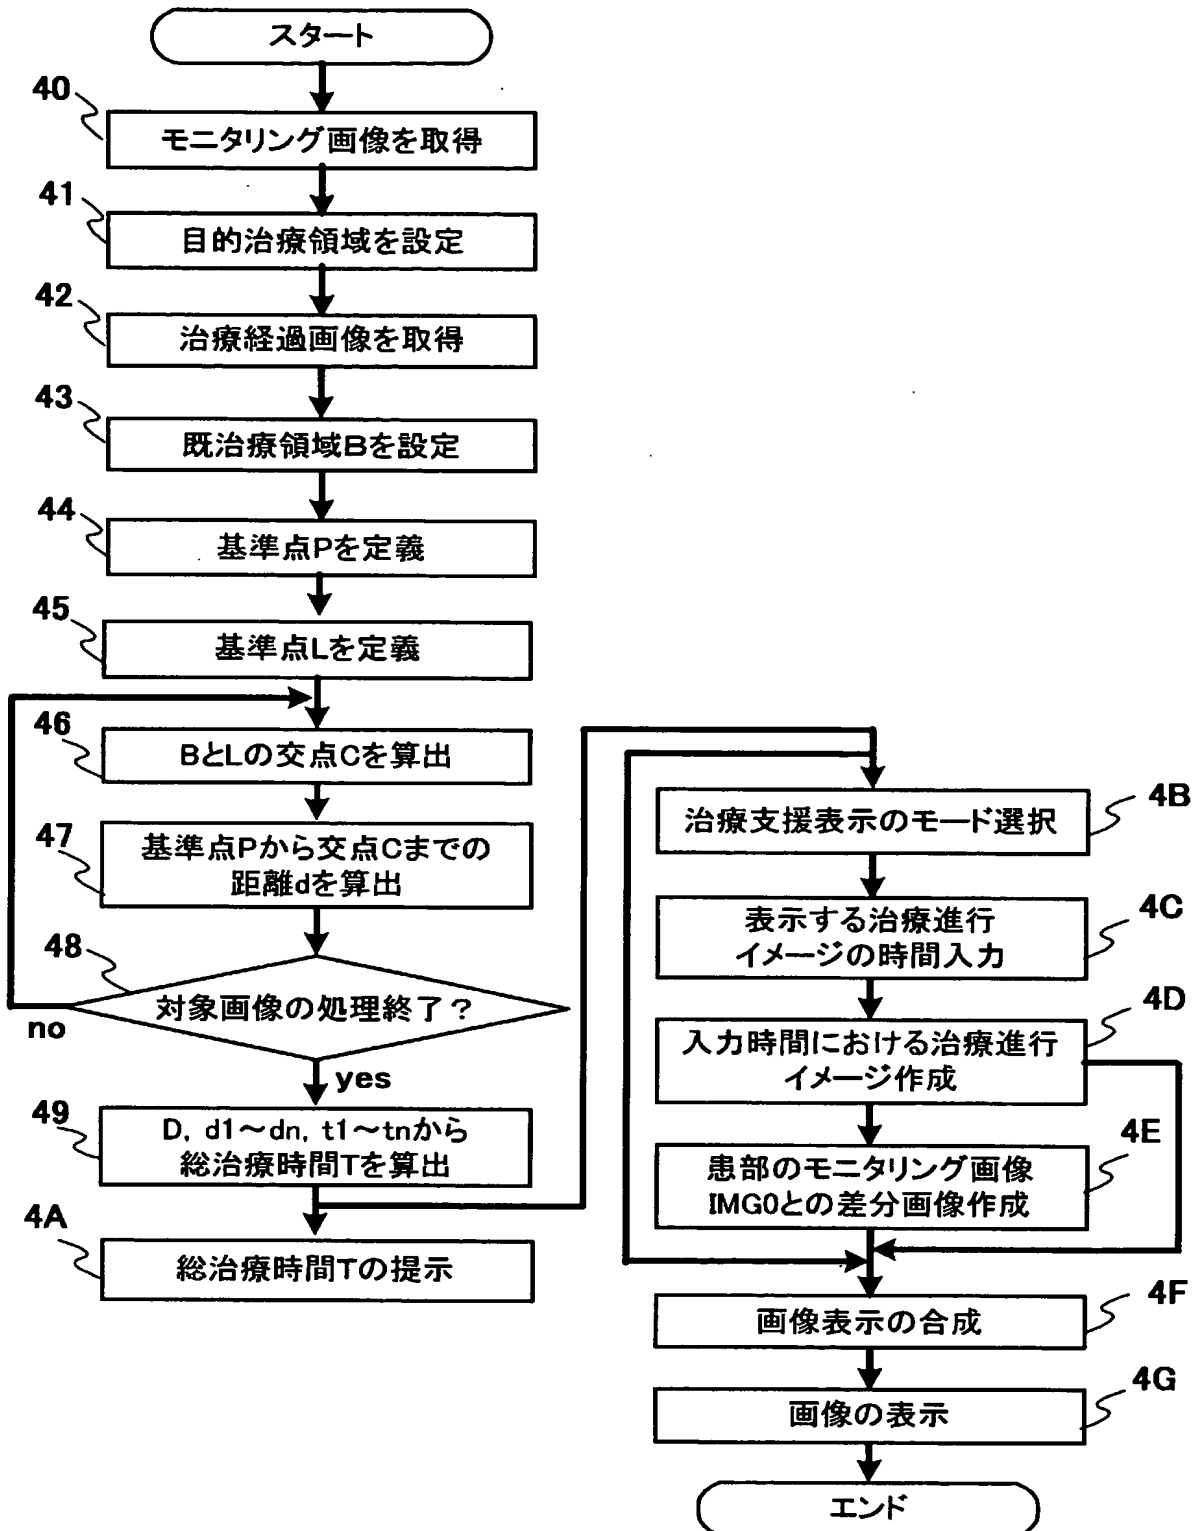 スタート
40
モニタリング画像を取得
41
目的治療領域を設定
42
治療経過画像を取得
43
既治療領域Bを設定
44
基準点Pを定義
45
基準点Lを定義
46
BとLの交点Cを算出
47
基準点Pから交点Cまでの
距離dを算出
48
対象画像の処理終了？
no
yes
49
D, d1～dn, t1～tnから
総治療時間Tを算出
4A
総治療時間Tの提示
4B
治療支援表示のモード選択
4C
表示する治療進行
イメージの時間入力
4D
入力時間における治療進行
イメージ作成
4E
患部のモニタリング画像
IMG0との差分画像作成
4F
画像表示の合成
4G
画像の表示
エンド